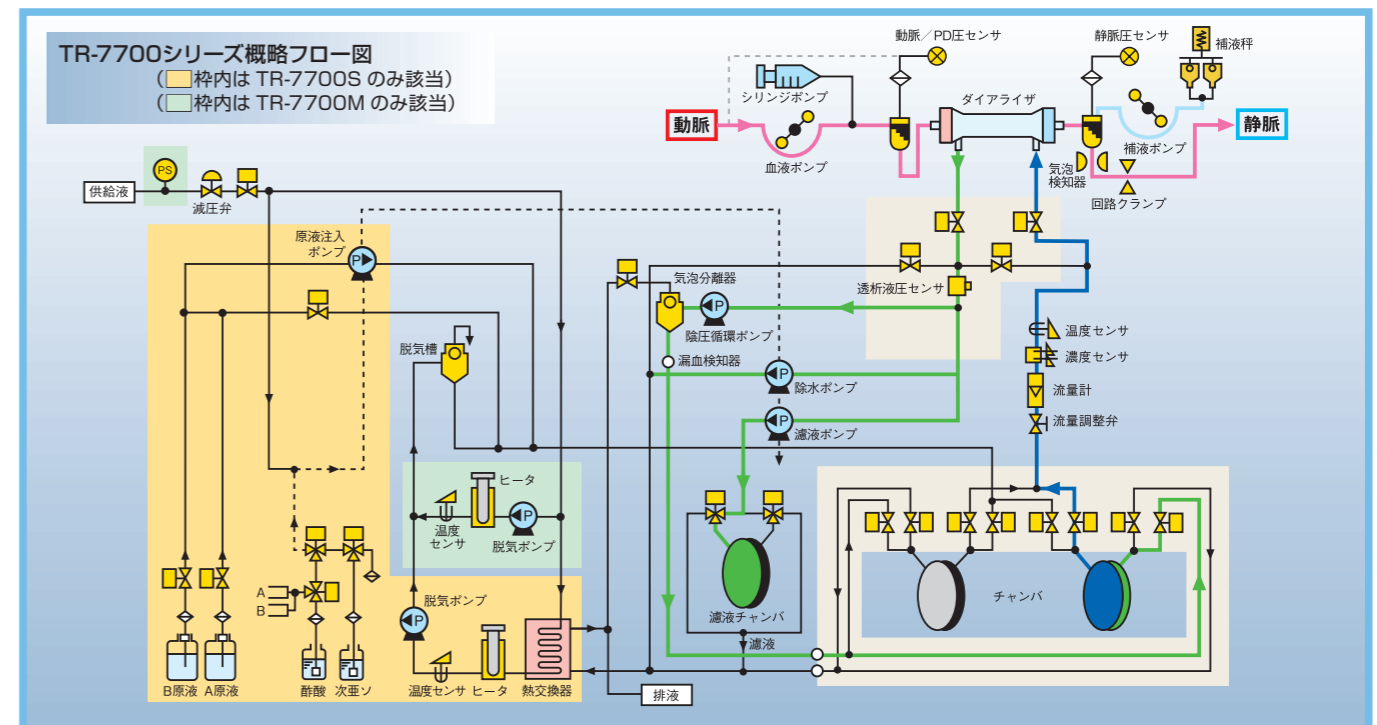 TR-7700シリーズ概略フロー図
(□枠内は TR-7700S のみ該当)
(□枠内は TR-7700M のみ該当)
動脈／PD圧センサ
静脈圧センサ
補液秤
シリンジポンプ
ダイアライザ
動脈
静脈
血液ポンプ
補液ポンプ
気泡
検知器
回路クランプ
PS
供給液
減圧弁
原液注入
ポンプ
P
気泡分離器
P
陰圧循環ポンプ
透析液圧センサ
温度センサ
脱気槽
漏血検知器
濃度センサ
P
除水ポンプ
流量計
P
濾液ポンプ
流量調整弁
ヒータ
P
温度
センサ
脱気ポンプ
A
B
脱気ポンプ
P
チャンバ
濾液チャンバ
濾液
B原液
A原液
酢酸
次亜ソ
温度センサ
ヒータ
熱交換器
排液